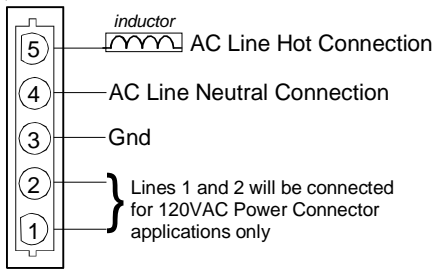 inductor
5 AC Line Hot Connection
4 AC Line Neutral Connection
3 Gnd
2 Lines 1 and 2 will be connected
for 120VAC Power Connector
1 applications only